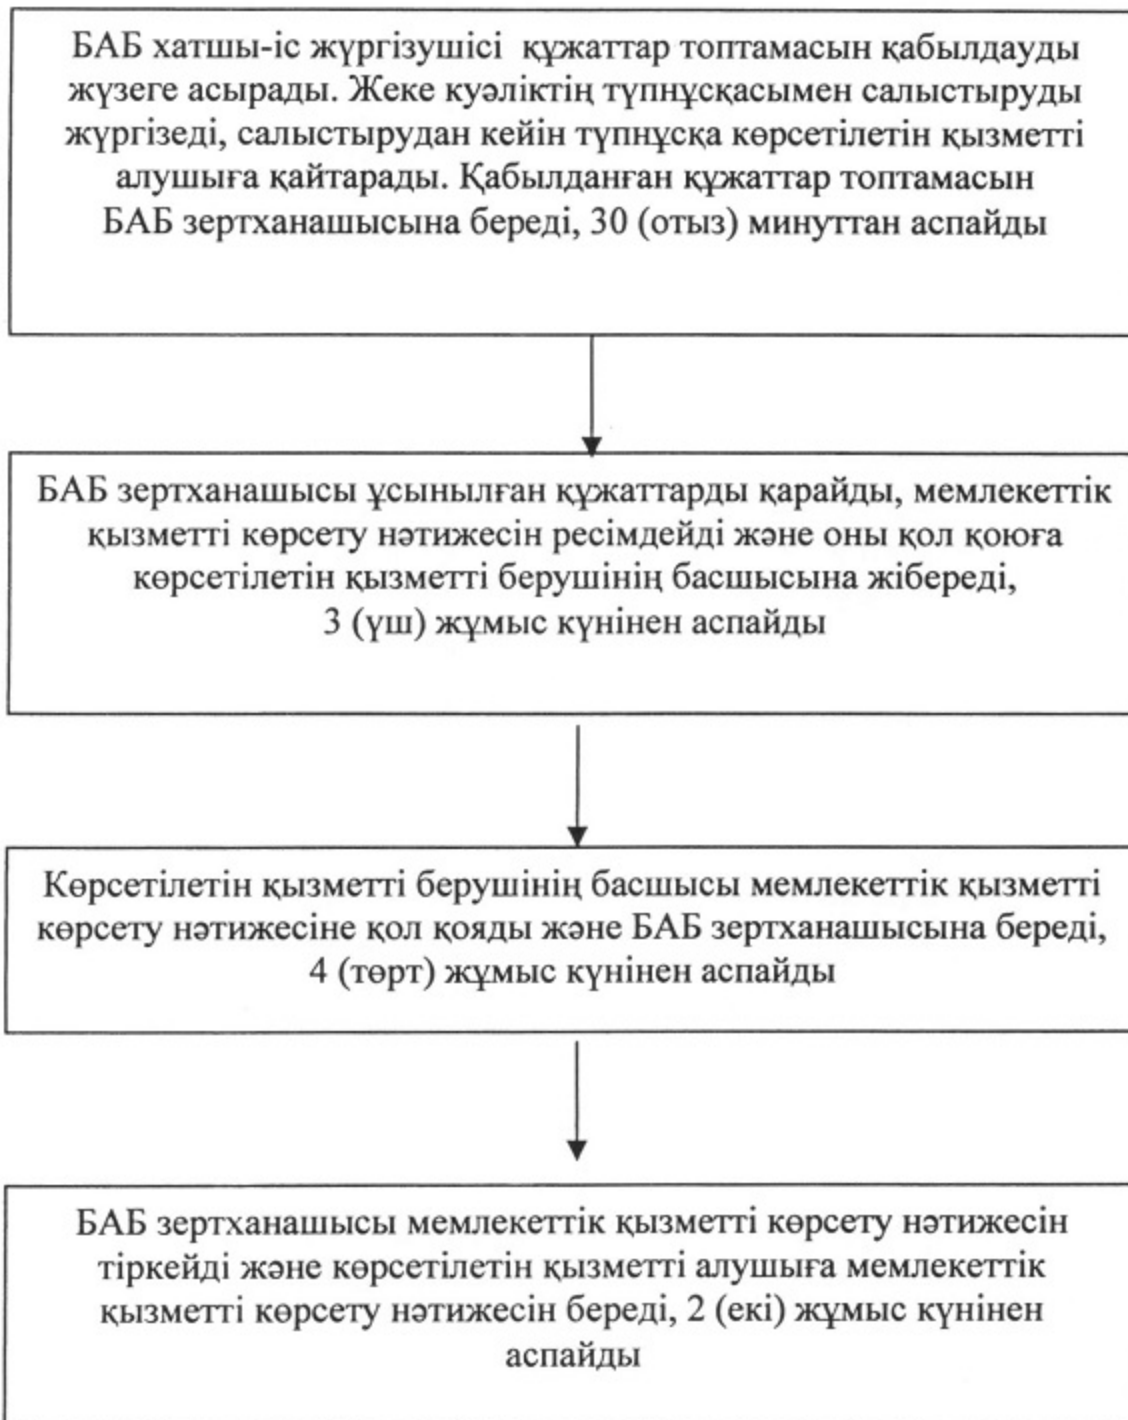 БАБ хатшы-іс жүргізушісі құжаттар топтамасын қабылдауды
жүзеге асырады. Жеке куәліктің түпнұсқасымен салыстыруды
жүргізеді, салыстырудан кейін түпнұсқа көрсетілетін қызметті
алушыға қайтарады. Қабылданған құжаттар топтамасын
БАБ зертханашысына береді, 30 (отыз) минуттан аспайды
БАБ зертханашысы ұсынылған құжаттарды қарайды, мемлекеттік
қызметті көрсету нәтижесін ресімдейді және оны қол қоюға
көрсетілетін қызметті берушінің басшысына жібереді,
3 (үш) жұмыс күнінен аспайды
Көрсетілетін қызметті берушінің басшысы мемлекеттік қызметті
көрсету нәтижесіне қол қояды және БАБ зертханашысына береді,
4 (төрт) жұмыс күнінен аспайды
БАБ зертханашысы мемлекеттік қызметті көрсету нәтижесін
тіркейді және көрсетілетін қызметті алушыға мемлекеттік
қызметті көрсету нәтижесін береді, 2 (екі) жұмыс күнінен
аспайды